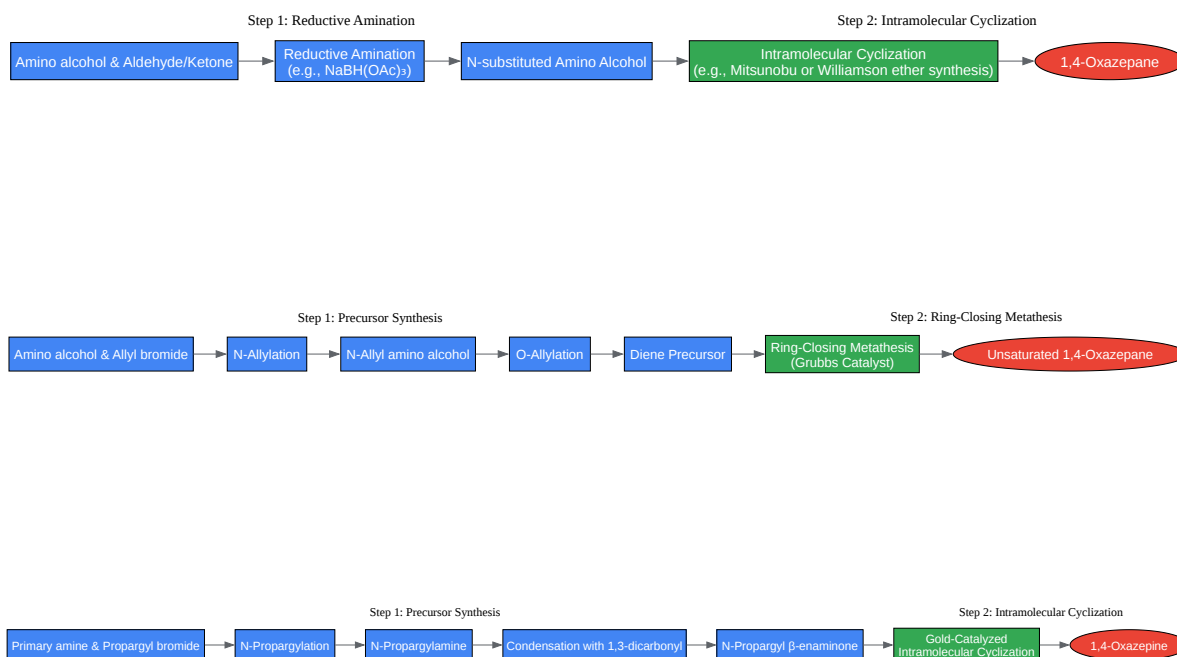 Step 1: Reductive Amination
Step 2: Intramolecular Cyclization
Amino alcohol & Aldehyde/Ketone
Reductive Amination
(e.g., NaBH(OAc)₃)
N-substituted Amino Alcohol
Intramolecular Cyclization
(e.g., Mitsunobu or Williamson ether synthesis)
1,4-Oxazepane
Step 1: Precursor Synthesis
Step 2: Ring-Closing Metathesis
Amino alcohol & Allyl bromide
N-Allylation
N-Allyl amino alcohol
O-Allylation
Diene Precursor
Ring-Closing Metathesis
(Grubbs Catalyst)
Unsaturated 1,4-Oxazepane
Step 1: Precursor Synthesis
Step 2: Intramolecular Cyclization
Primary amine & Propargyl bromide
N-Propargylation
N-Propargylamine
Condensation with 1,3-dicarbonyl
N-Propargyl β-enaminone
Gold-Catalyzed
Intramolecular Cyclization
1,4-Oxazepine